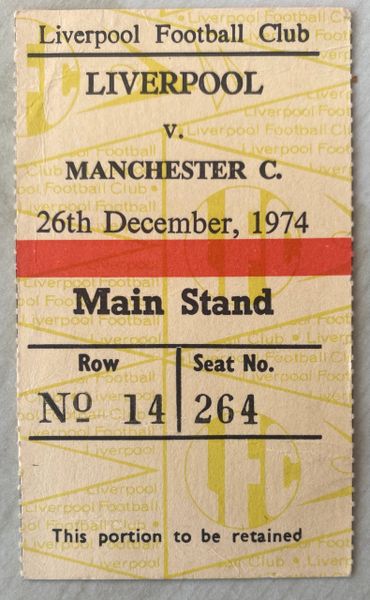 Liverpool Football Club
LIVERPOOL
v.
MANCHESTER C.
26th December, 1974
Main Stand
Row Seat No.
Nº 14 264
This portion to be retained